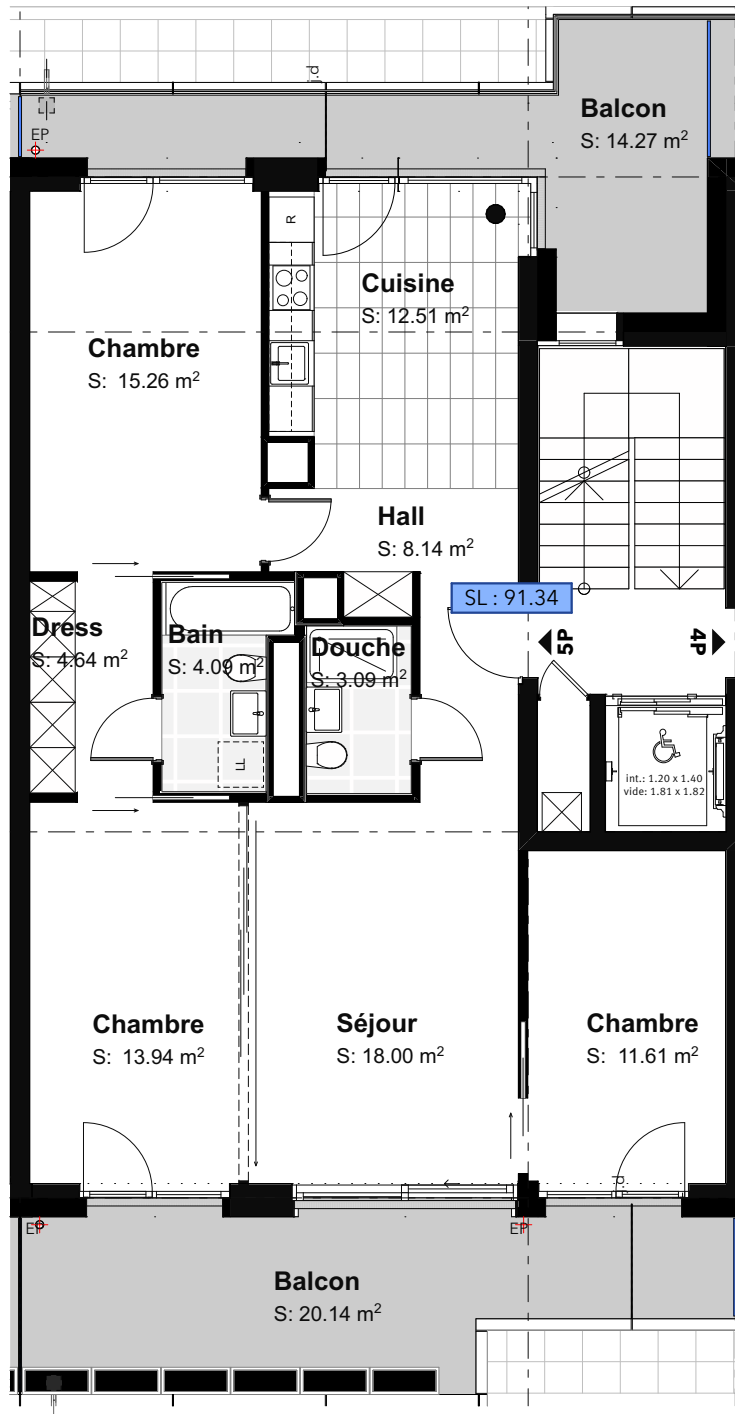 j.d
Balcon
S: 14.27 m²
EP
R
Cuisine
S: 12.51 m²
Chambre
S: 15.26 m²
Hall
S: 8.14 m²
SL : 91.34
Dress
S: 4.64 m²
Bain
S: 4.09 m²
Douche
S: 3.09 m²
5P
4P
LL
int.: 1.20 x 1.40
vide: 1.81 x 1.82
Chambre
S: 13.94 m²
Séjour
S: 18.00 m²
Chambre
S: 11.61 m²
j.d
EP
EP
Balcon
S: 20.14 m²